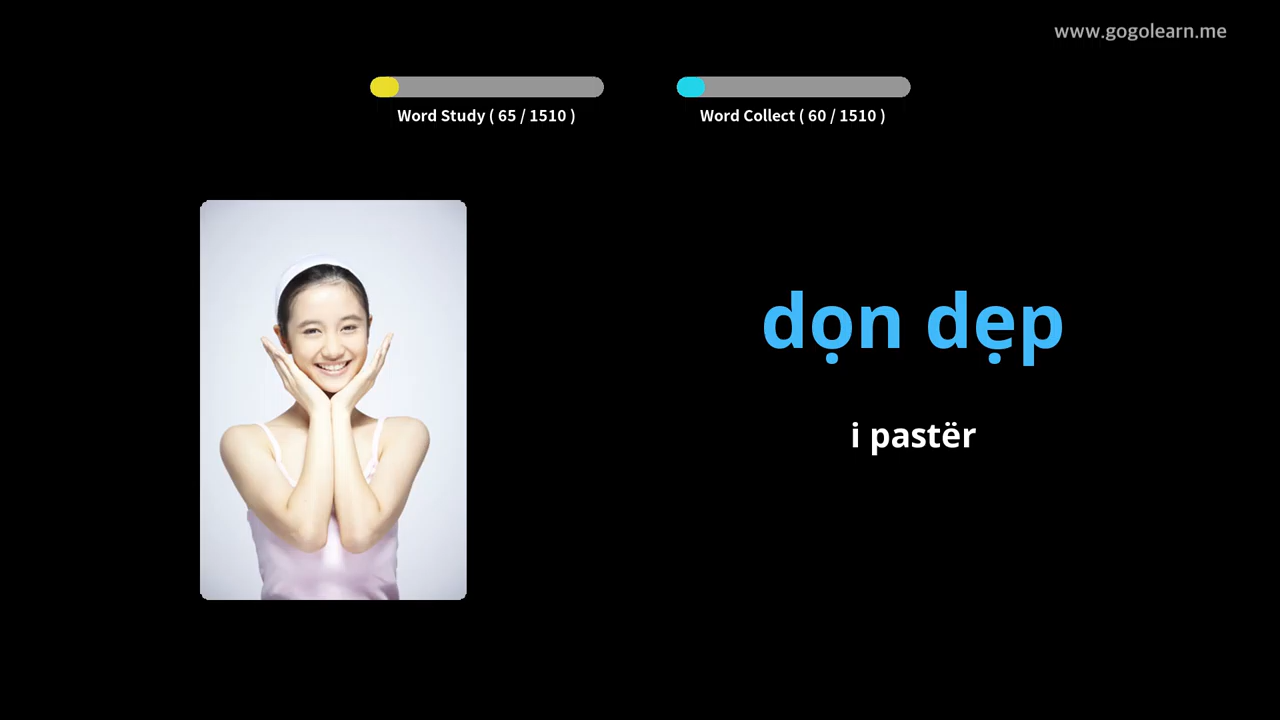 www.gogolearn.me
Word Study ( 65 / 1510 )
Word Collect ( 60 / 1510 )
dọn dẹp
i pastër